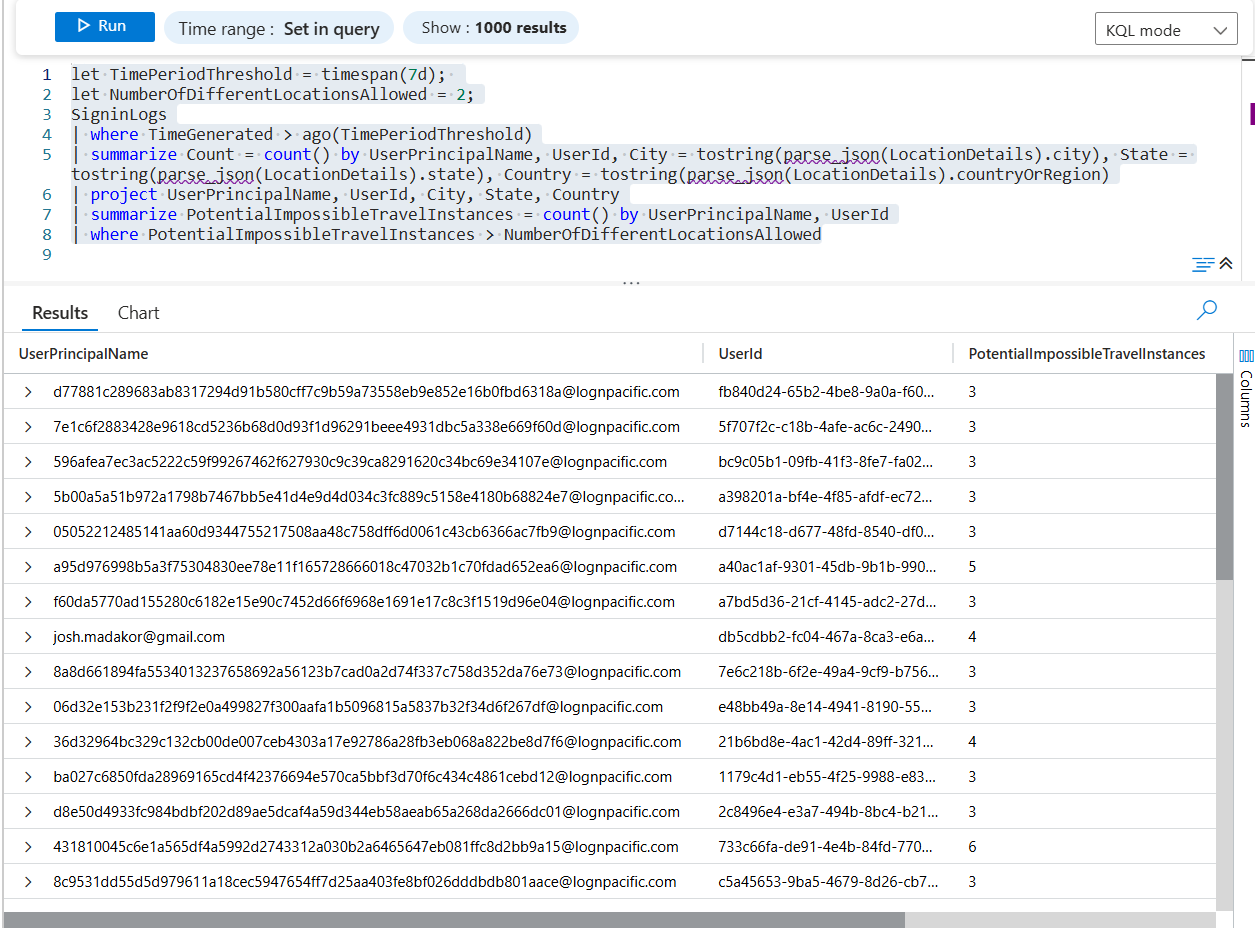 Run Time range : Set in query Show : 1000 results KQL mode
1 let TimePeriodThreshold = timespan(7d);
2 let NumberOfDifferentLocationsAllowed = 2;
3 SigninLogs
4 | where TimeGenerated > ago(TimePeriodThreshold)
5 | summarize Count = count() by UserPrincipalName, UserId, City = tostring(parse_json(LocationDetails).city), State =
tostring(parse_json(LocationDetails).state), Country = tostring(parse_json(LocationDetails).countryOrRegion)
6 | project UserPrincipalName, UserId, City, State, Country
7 | summarize PotentialImpossibleTravelInstances = count() by UserPrincipalName, UserId
8 | where PotentialImpossibleTravelInstances > NumberOfDifferentLocationsAllowed
9
Results Chart
UserPrincipalName UserId PotentialImpossibleTravelInstances
Columns
d77881c289683ab8317294d91b580cff7c9b59a73558eb9e852e16b0fbd6318a@lognpacific.com fb840d24-65b2-4be8-9a0a-f60... 3
7e1c6f2883428e9618cd5236b68d0d93f1d96291beee4931dbc5a338e669f60d@lognpacific.com 5f707f2c-c18b-4afe-ac6c-2490... 3
596afea7ec3ac5222c59f99267462f627930c9c39ca8291620c34bc69e34107e@lognpacific.com bc9c05b1-09fb-41f3-8fe7-fa02... 3
5b00a5a51b972a1798b7467bb5e41d4e9d4d034c3fc889c5158e4180b68824e7@lognpacific.co... a398201a-bf4e-4f85-afdf-ec72... 3
05052212485141aa60d9344755217508aa48c758dff6d0061c43cb6366ac7fb9@lognpacific.com d7144c18-d677-48fd-8540-df0... 3
a95d976998b5a3f75304830ee78e11f165728666018c47032b1c70fdad652ea6@lognpacific.com a40ac1af-9301-45db-9b1b-990... 5
f60da5770ad155280c6182e15e90c7452d66f6968e1691e17c8c3f1519d96e04@lognpacific.com a7bd5d36-21cf-4145-adc2-27d... 3
josh.madakor@gmail.com db5cdbb2-fc04-467a-8ca3-e6a... 4
8a8d661894fa5534013237658692a56123b7cad0a2d74f337c758d352da76e73@lognpacific.com 7e6c218b-6f2e-49a4-9cf9-b756... 3
06d32e153b231f2f9f2e0a499827f300aafa1b5096815a5837b32f34d6f267df@lognpacific.com e48bb49a-8e14-4941-8190-55... 3
36d32964bc329c132cb00de007ceb4303a17e92786a28fb3eb068a822be8d7f6@lognpacific.com 21b6bd8e-4ac1-42d4-89ff-321... 4
ba027c6850fda28969165cd4f42376694e570ca5bbf3d70f6c434c4861cebd12@lognpacific.com 1179c4d1-eb55-4f25-9988-e83... 3
d8e50d4933fc984bdbf202d89ae5dcaf4a59d344eb58aeab65a268da2666dc01@lognpacific.com 2c8496e4-e3a7-494b-8bc4-b21... 3
431810045c6e1a565df4a5992d2743312a030b2a6465647eb081ffc8d2bb9a15@lognpacific.com 733c66fa-de91-4e4b-84fd-770... 6
8c9531dd55d5d979611a18cec5947654ff7d25aa403fe8bf026dddbdb801aace@lognpacific.com c5a45653-9ba5-4679-8d26-cb7... 3